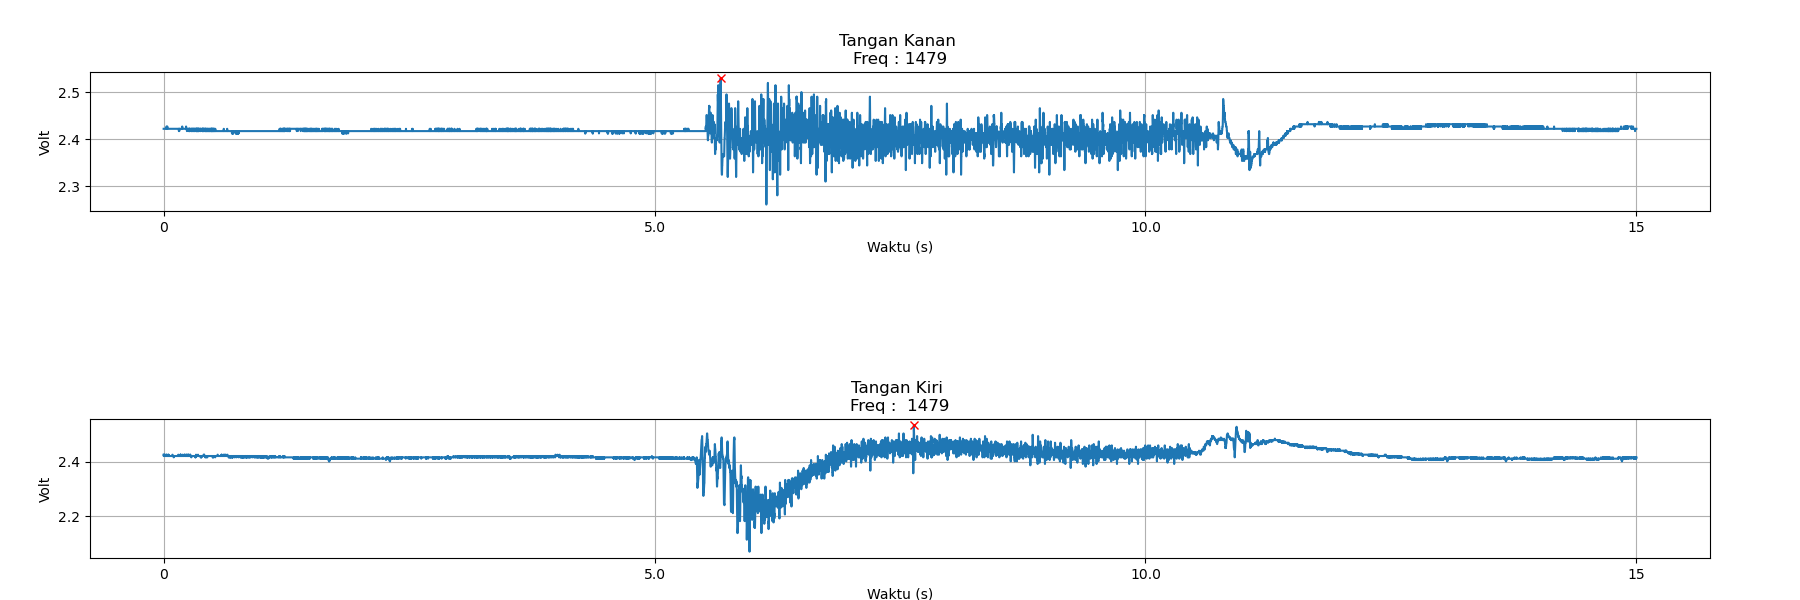 Tangan Kanan
Freq : 1479
2.5
2.4
2.3
Volt
0 5.0 10.0 15
Waktu (s)
Tangan Kiri
Freq :  1479
2.4
2.2
Volt
0 5.0 10.0 15
Waktu (s)